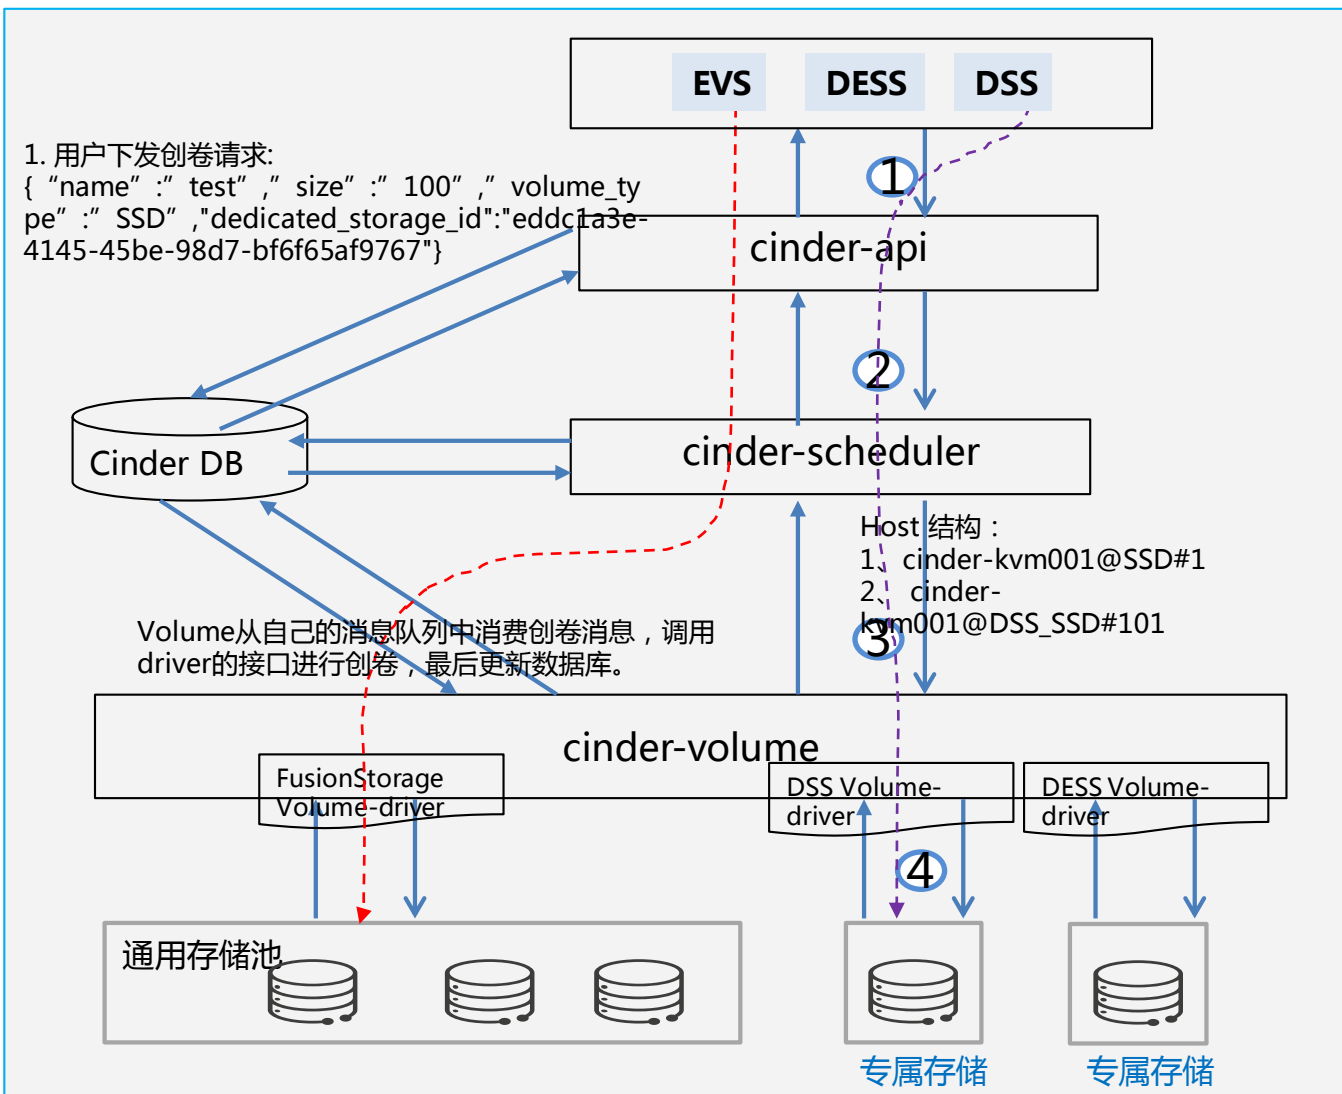 EVS DESS DSS
1. 用户下发创卷请求:
{ “name” :” test” ,” size” :” 100” ,” volume_ty
pe” :” SSD” ,"dedicated_storage_id":"eddc1a3e-
4145-45be-98d7-bf6f65af9767"}
1
cinder-api
2
Cinder DB
cinder-scheduler
Host 结构：
1、 cinder-kvm001@SSD#1
2、 cinder-
kvm001@DSS_SSD#101
3
Volume从自己的消息队列中消费创卷消息，调用
driver的接口进行创卷，最后更新数据库。
cinder-volume
FusionStorage
Volume-driver
DSS Volume-
driver
DESS Volume-
driver
4
通用存储池
专属存储
专属存储